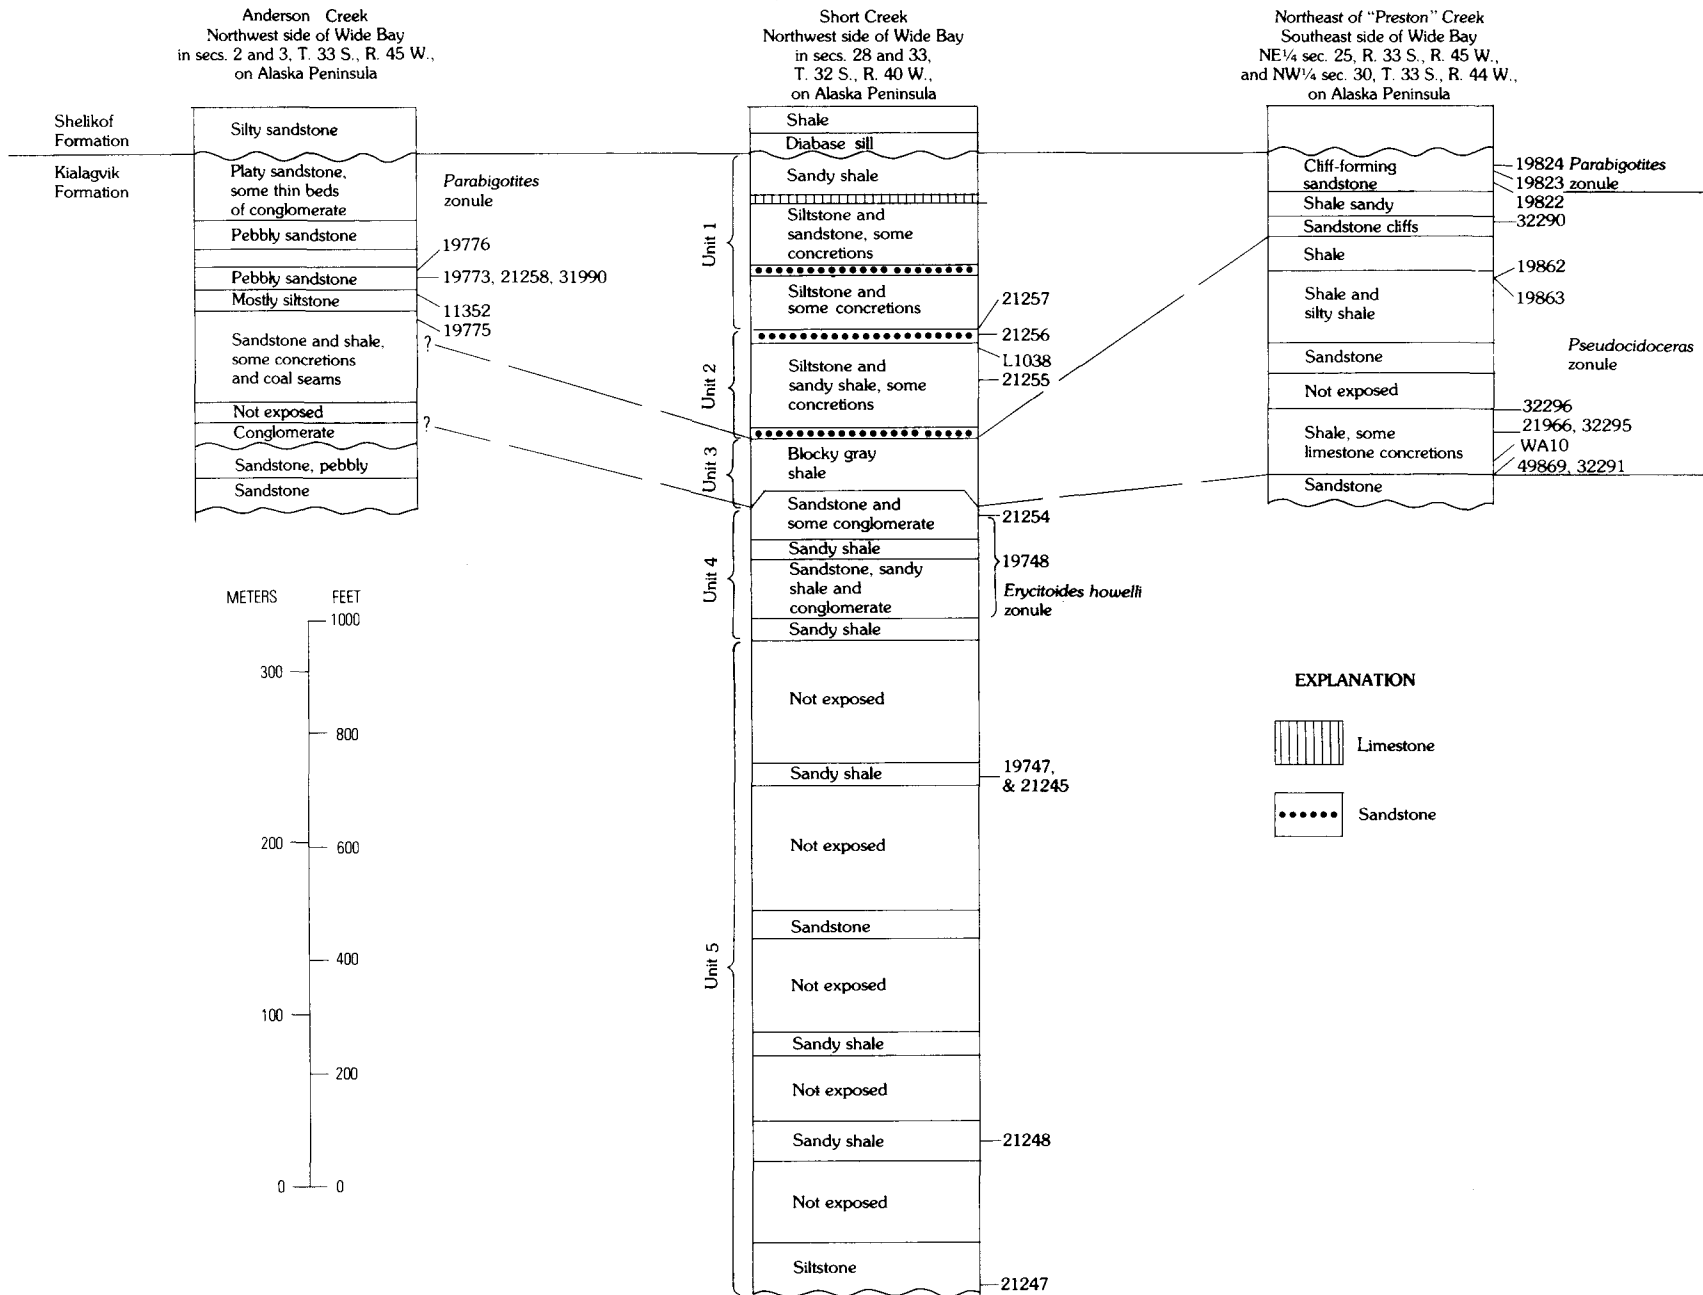 Anderson Creek
Northwest side of Wide Bay
in secs. 2 and 3, T. 33 S., R. 45 W.,
on Alaska Peninsula
Short Creek
Northwest side of Wide Bay
in secs. 28 and 33,
T. 32 S., R. 40 W.,
on Alaska Peninsula
Northeast of "Preston" Creek
Southeast side of Wide Bay
NE¼ sec. 25, R. 33 S., R. 45 W.,
and NW¼ sec. 30, T. 33 S., R. 44 W.,
on Alaska Peninsula
Shelikof
Formation
Kialagvik
Formation
Silty sandstone
Platy sandstone,
some thin beds
of conglomerate
Pebbly sandstone
Pebbly sandstone
Mostly siltstone
Sandstone and shale,
some concretions
and coal seams
Not exposed
Conglomerate
Sandstone, pebbly
Sandstone
Parabigotites
zonule
19776
19773, 21258, 31990
11352
19775
?
?
Unit 1
Unit 2
Unit 3
Unit 4
Unit 5
Shale
Diabase sill
Sandy shale
Siltstone and
sandstone, some
concretions
Siltstone and
some concretions
Siltstone and
sandy shale, some
concretions
Blocky gray
shale
Sandstone and
some conglomerate
Sandy shale
Sandstone, sandy
shale and
conglomerate
Sandy shale
Not exposed
Sandy shale
Not exposed
Sandstone
Not exposed
Sandy shale
Not exposed
Sandy shale
Not exposed
Siltstone
21257
21256
L1038
21255
21254
19748
Erycitoides howelli
zonule
19747,
& 21245
21248
21247
Cliff-forming
sandstone
Shale sandy
Sandstone cliffs
Shale
Shale and
silty shale
Sandstone
Not exposed
Shale, some
limestone concretions
Sandstone
19824 Parabigotites
19823 zonule
19822
32290
19862
19863
Pseudocidoceras
zonule
32296
21966, 32295
WA10
49869, 32291
METERS FEET
1000
300
800
200
600
400
100
200
0 0
EXPLANATION
Limestone
Sandstone